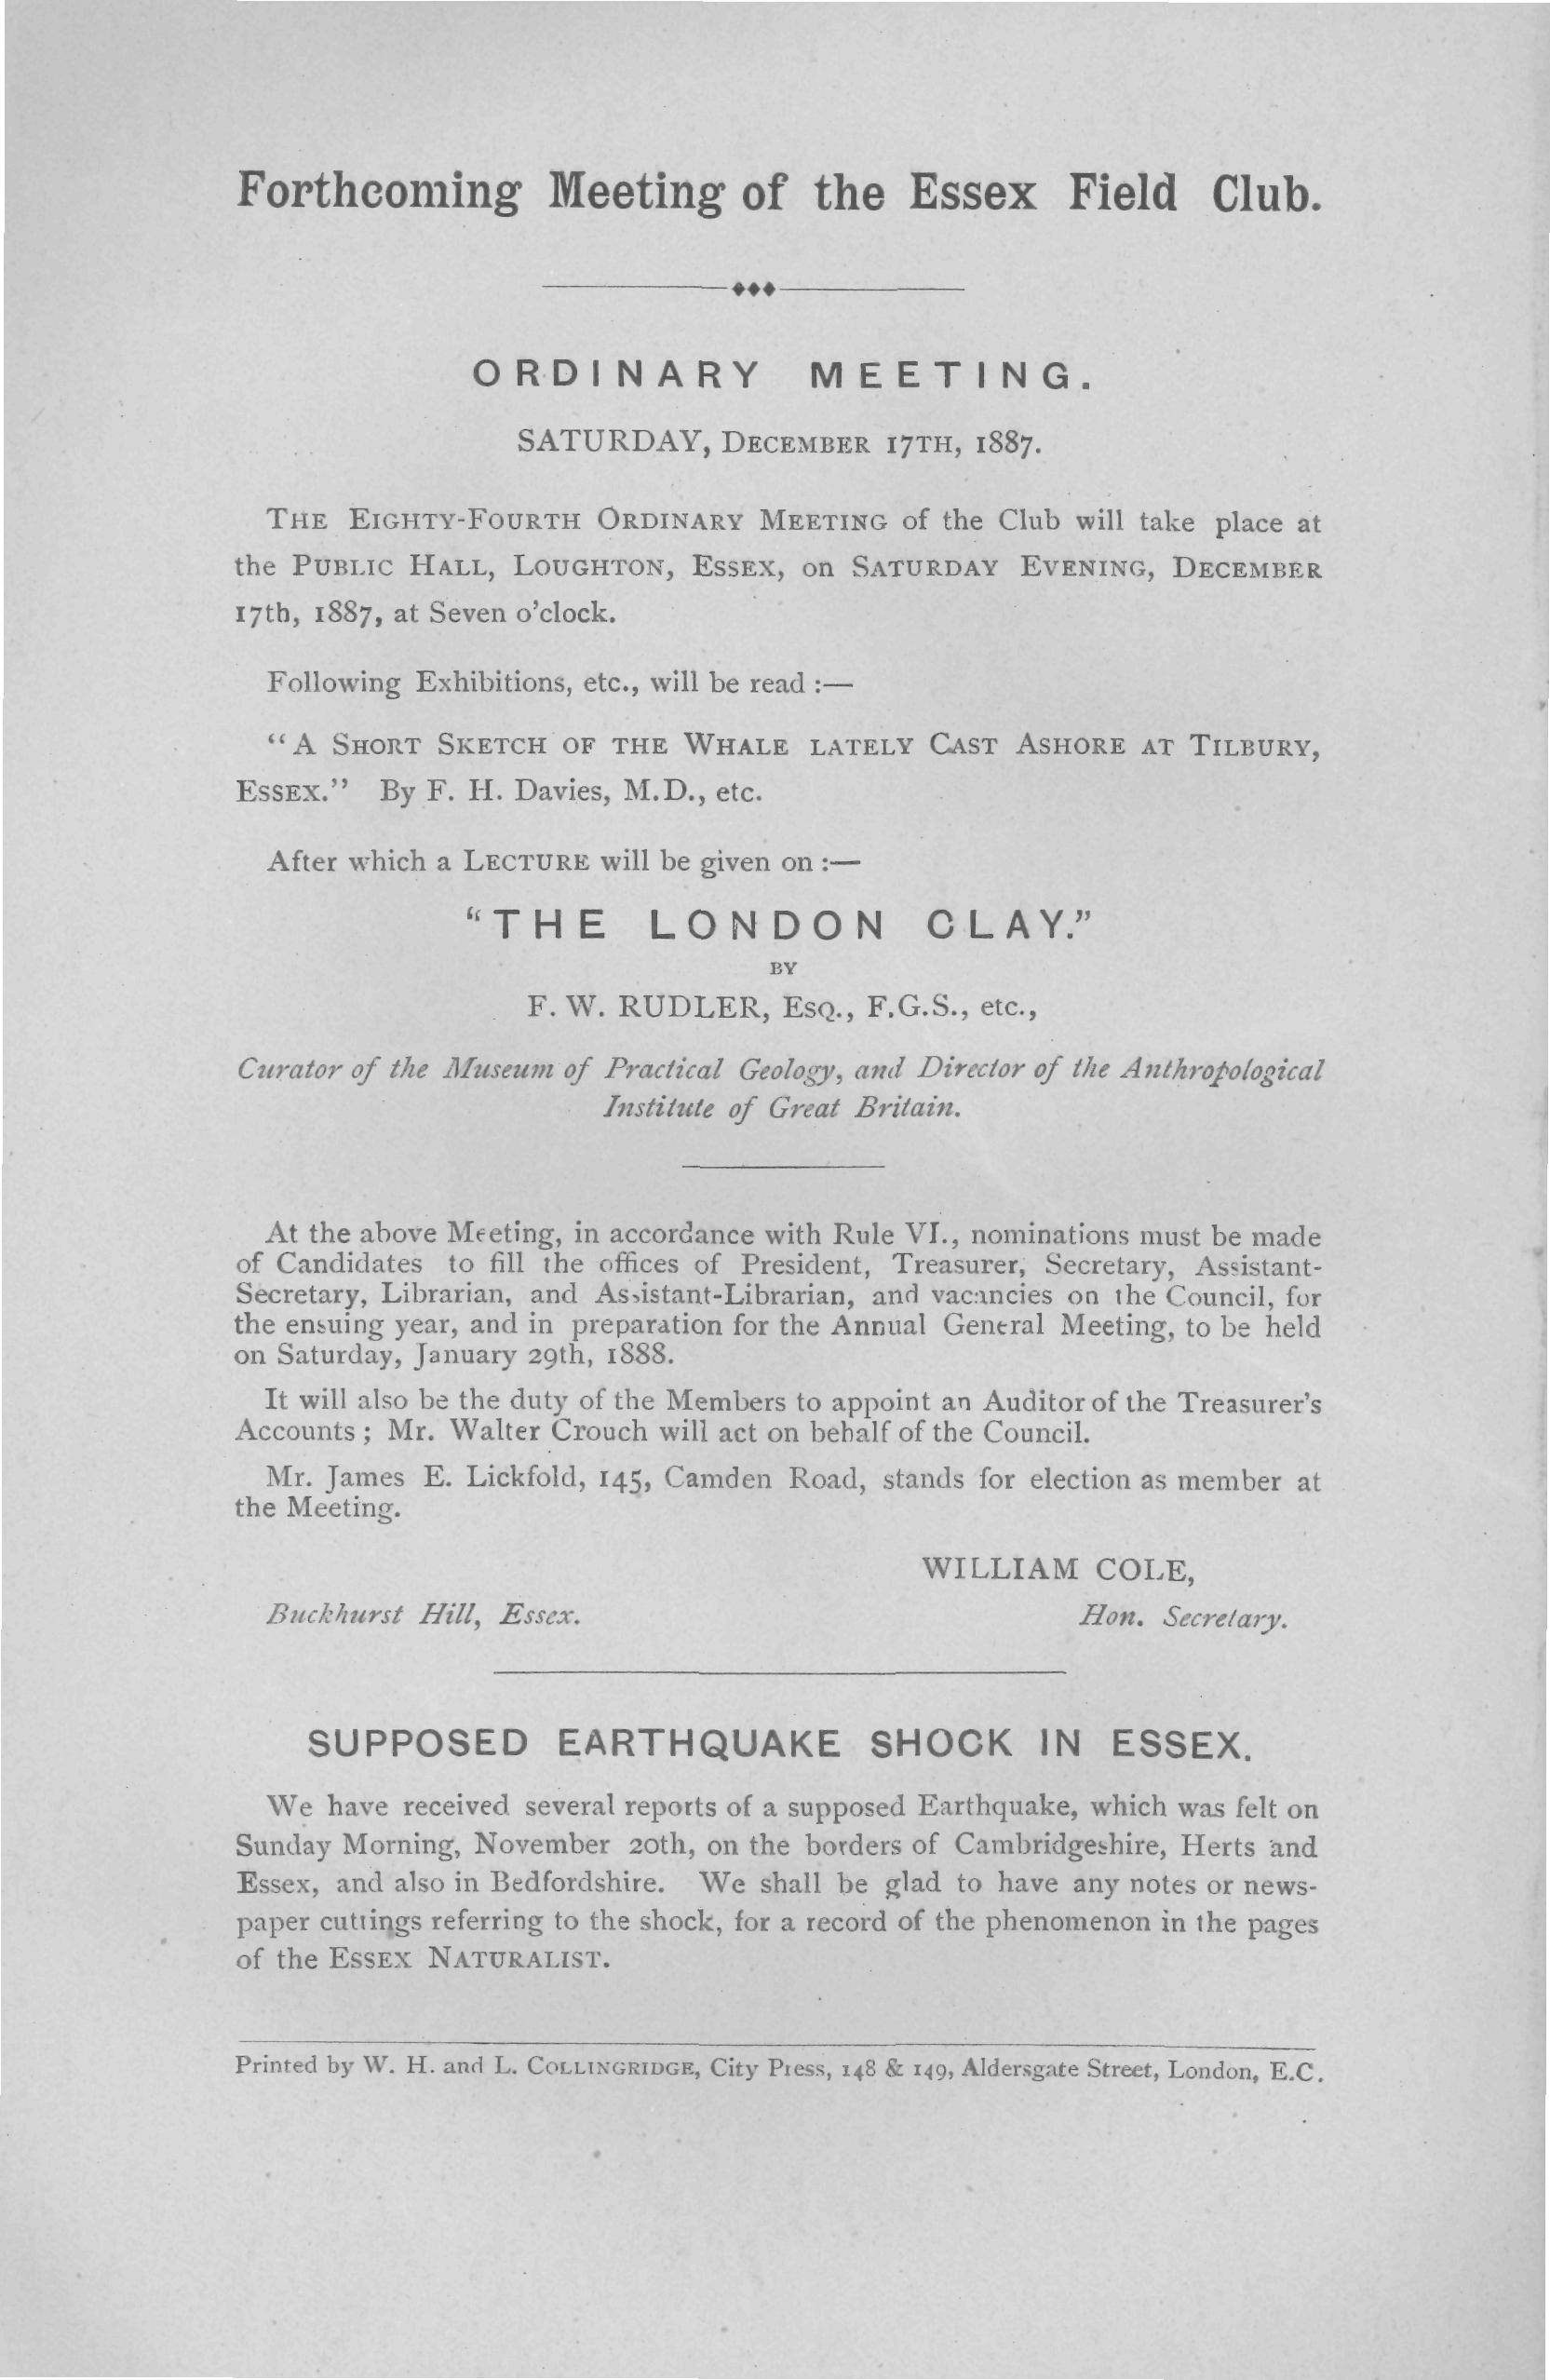 Forthcoming Meeting of the Essex Field Club.
ORDINARY MEETING.
SATURDAY, DECEMBER 17TH, 1887.
THE EIGHTY-FOURTH ORDINARY MEETING of the Club will take place at
the PUBLIC HALL, LOUGHTON, ESSEX, on SATURDAY EVENING, DECEMBER
17th, 1887, at Seven o'clock.
Following Exhibitions, etc., will be read :—
"A SHORT SKETCH OF THE WHALE LATELY CAST ASHORE AT TILBURY,
ESSEX." By F. H. Davies, M.D., etc.
After which a LECTURE will be given on :—
"THE LONDON CLAY."
BY
F. W. RUDLER, ESQ., F.G.S., etc.,
Curator of the Museum of Practical Geology, and Director of the Anthropological
Institute of Great Britain.
At the above Meeting, in accordance with Rule VI., nominations must be made
of Candidates to fill the offices of President, Treasurer, Secretary, Assistant-
Secretary, Librarian, and Assistant-Librarian, and vacancies on the Council, for
the ensuing year, and in preparation for the Annual General Meeting, to be held
on Saturday, January 29th, 1888.
It will also be the duty of the Members to appoint an Auditor of the Treasurer's
Accounts ; Mr. Walter Crouch will act on behalf of the Council.
Mr. James E. Lickfold, 145, Camden Road, stands for election as member at
the Meeting.
WILLIAM COLE,
Buckhurst Hill, Essex. Hon. Secretary.
SUPPOSED EARTHQUAKE SHOCK IN ESSEX.
We have received several reports of a supposed Earthquake, which was felt on
Sunday Morning, November 20th, on the borders of Cambridgeshire, Herts and
Essex, and also in Bedfordshire. We shall be glad to have any notes or news-
paper cuttings referring to the shock, for a record of the phenomenon in the pages
of the ESSEX NATURALIST.
Printed by W. H. and L. COLLINGRIDGE, City Press, 148 & 149, Aldersgate Street, London, E.C.